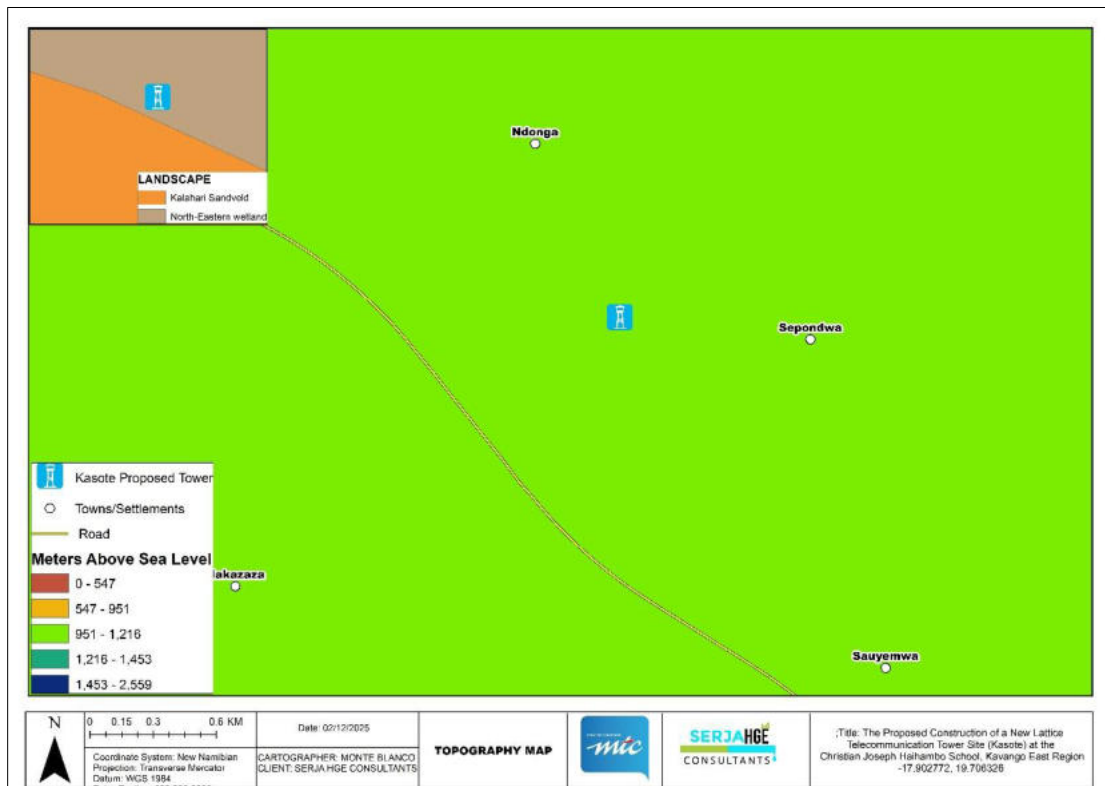 Ndonga
LANDSCAPE
Kalahari Sandveld
North-Eastern wetland
Sepondwa
Kasote Proposed Tower
Towns/Settlements
Road
Meters Above Sea Level
0 - 547
547 - 951
951 - 1,216
1,216 - 1,453
1,453 - 2,559
lakazaza
Sauyemwa
N
0 0.15 0.3 0.6 KM
Coordinate System: New Namibian
Projection: Transverse Mercator
Datum: WGS 1984
Date: 02/12/2025
CARTOGRAPHER: MONTE BLANCO
CLIENT: SERJA HGE CONSULTANTS
TOPOGRAPHY MAP
mtc
SERJAHGE
CONSULTANTS
:Title: The Proposed Construction of a New Lattice
Telecommunication Tower Site (Kasote) at the
Christian Joseph Haihambo School, Kavango East Region
-17.902772, 19.706326